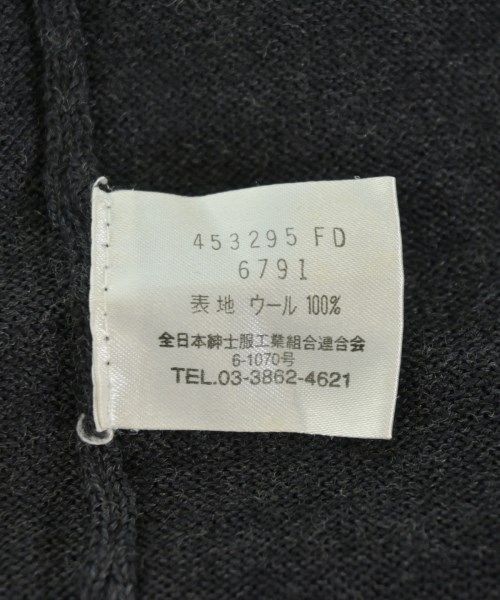 453295 FD
6791
表地 ウール 100%
全日本紳士服工業組合連合会
6-1070号
TEL.03-3862-4621